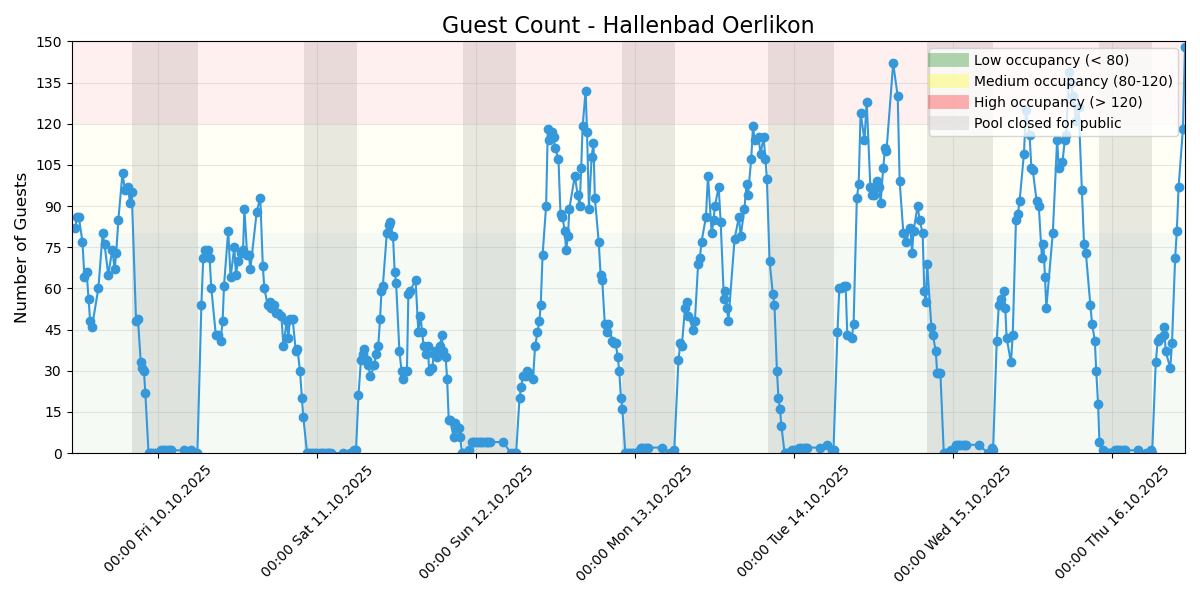 Guest Count - Hallenbad Oerlikon
Number of Guests
150
135
120
105
90
75
60
45
30
15
0
Low occupancy (< 80)
Medium occupancy (80-120)
High occupancy (> 120)
Pool closed for public
00:00 Fri 10.10.2025
00:00 Sat 11.10.2025
00:00 Sun 12.10.2025
00:00 Mon 13.10.2025
00:00 Tue 14.10.2025
00:00 Wed 15.10.2025
00:00 Thu 16.10.2025